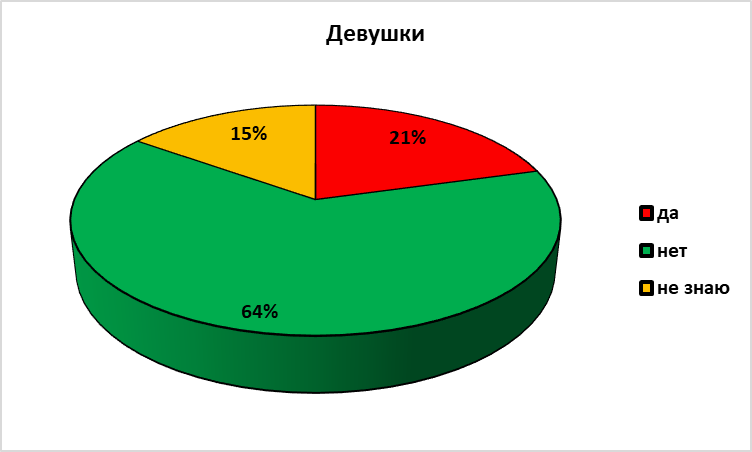 Девушки
15%
21%
64%
да
нет
не знаю